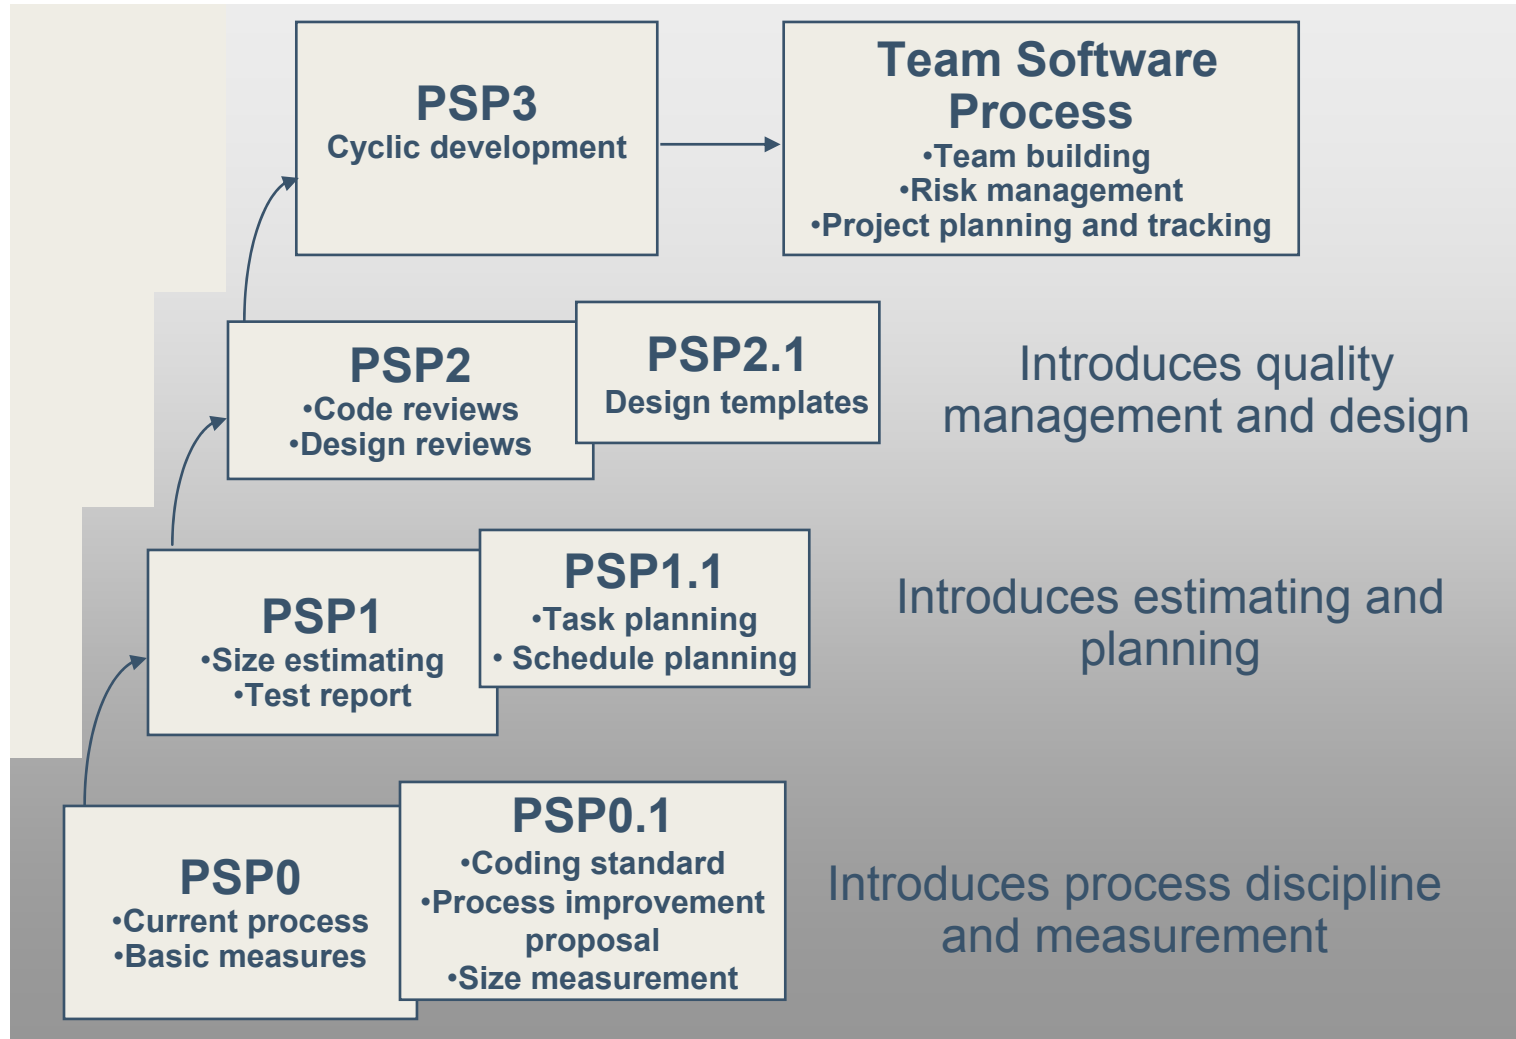 PSP3
Cyclic development
Team Software
Process
•Team building
•Risk management
•Project planning and tracking
PSP2
•Code reviews
•Design reviews
PSP2.1
Design templates
Introduces quality
management and design
PSP1
•Size estimating
•Test report
PSP1.1
•Task planning
• Schedule planning
Introduces estimating and
planning
PSP0
•Current process
•Basic measures
PSP0.1
•Coding standard
•Process improvement
proposal
•Size measurement
Introduces process discipline
and measurement